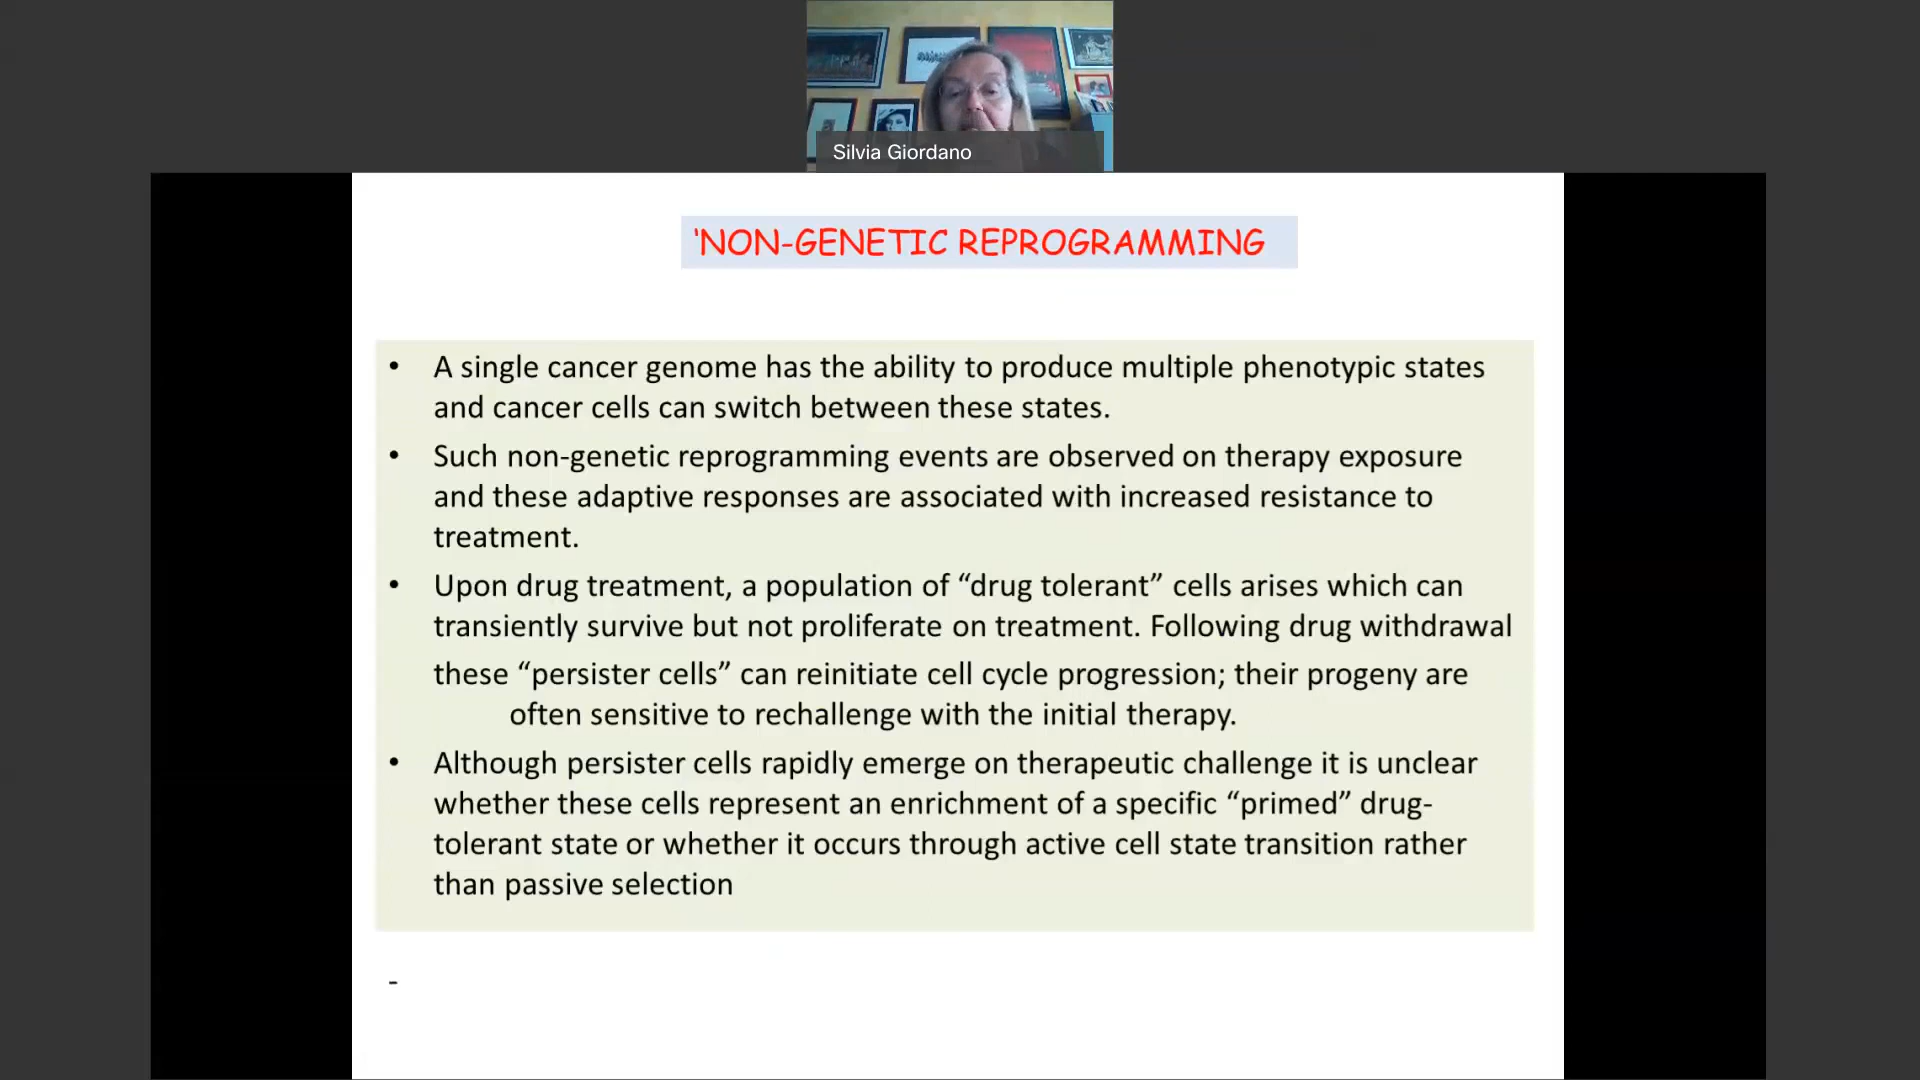 Silvia Giordano
‘NON-GENETIC REPROGRAMMING
• A single cancer genome has the ability to produce multiple phenotypic states
and cancer cells can switch between these states.
• Such non-genetic reprogramming events are observed on therapy exposure
and these adaptive responses are associated with increased resistance to
treatment.
• Upon drug treatment, a population of “drug tolerant” cells arises which can
transiently survive but not proliferate on treatment. Following drug withdrawal
these “persister cells” can reinitiate cell cycle progression; their progeny are
often sensitive to rechallenge with the initial therapy.
• Although persister cells rapidly emerge on therapeutic challenge it is unclear
whether these cells represent an enrichment of a specific “primed” drug-
tolerant state or whether it occurs through active cell state transition rather
than passive selection
-